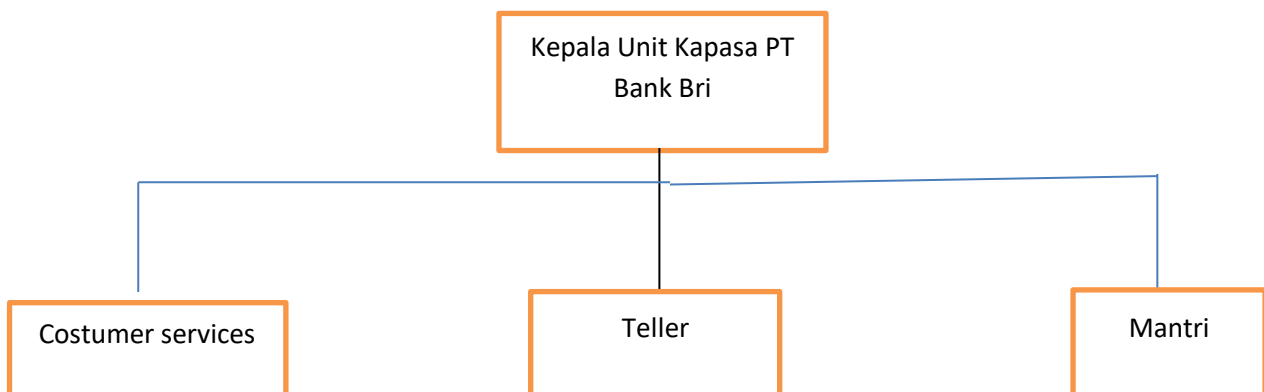 Kepala Unit Kapasa PT
Bank Bri
Costumer services
Teller
Mantri